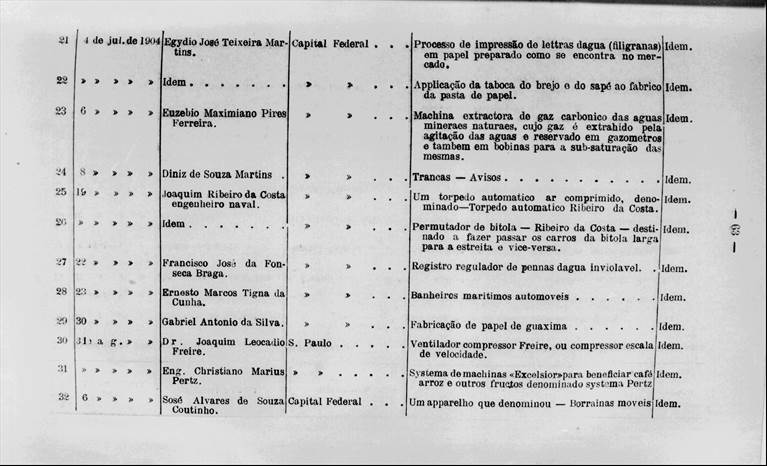 21 4 de jul. de 1904 Egydio José Teixeira Mar- Capital Federal . . . Processo de impressão de lettras dagua (filigranas) Idem.
tins. em papel preparado como se encontra no mer-
cado.
22 » » » » » Idem . . . . . . . » » . . . Applicação da taboca do brejo e do sapé ao fabrico Idem.
da pasta de papel.
23 6 » » » » Euzebio Maximiano Pires » » . . . Machina extractora de gaz carbonico das aguas Idem.
Ferreira. mineraes naturaes, cujo gaz é extrahido pela
agitação das aguas e reservado em gazometros
e tambem em bobinas para a sub-saturação das
mesmas.
24 8 » » » » Diniz de Souza Martins . » » . . . Trancas — Avisos . . . . . . . . . . . Idem.
25 19 » » » » Joaquim Ribeiro da Costa » » . . . Um torpedo automatico ar comprimido, deno- Idem.
engenheiro naval. minado—Torpedo automatico Ribeiro da Costa.
26 » » » » » Idem . . . . . . . » » . . . Permutador de bitola — Ribeiro da Costa — desti- Idem.
nado a fazer passar os carros da bitola larga
para a estreita e vice-versa.
— 69 —
27 22 » » » » Francisco José da Fon- » » . . . Registro regulador de pennas dagua inviolavel. . Idem.
seca Braga.
28 23 » » » » Ernesto Marcos Tigna da » » . . . Banheiros maritimos automoveis . . . . . . Idem.
Cunha.
29 30 » » » » Gabriel Antonio da Silva. » » . . . Fabricação de papel de guaxima . . . . . . Idem.
30 » a g. » » Dr. Joaquim Leocadio S. Paulo . . . . . Ventilador compressor Freire, ou compressor escala Idem.
Freire. de velocidade.
31 » » » » » Eng. Christiano Marius » » . . . . . Systema de machinas «Excelsior»para beneficiar café Idem.
Pertz. arroz e outros fructos denominado systema Pertz
32 6 » » » » Sosé Alvares de Souza Capital Federal . . . Um apparelho que denominou — Borrainas moveis Idem.
Coutinho.